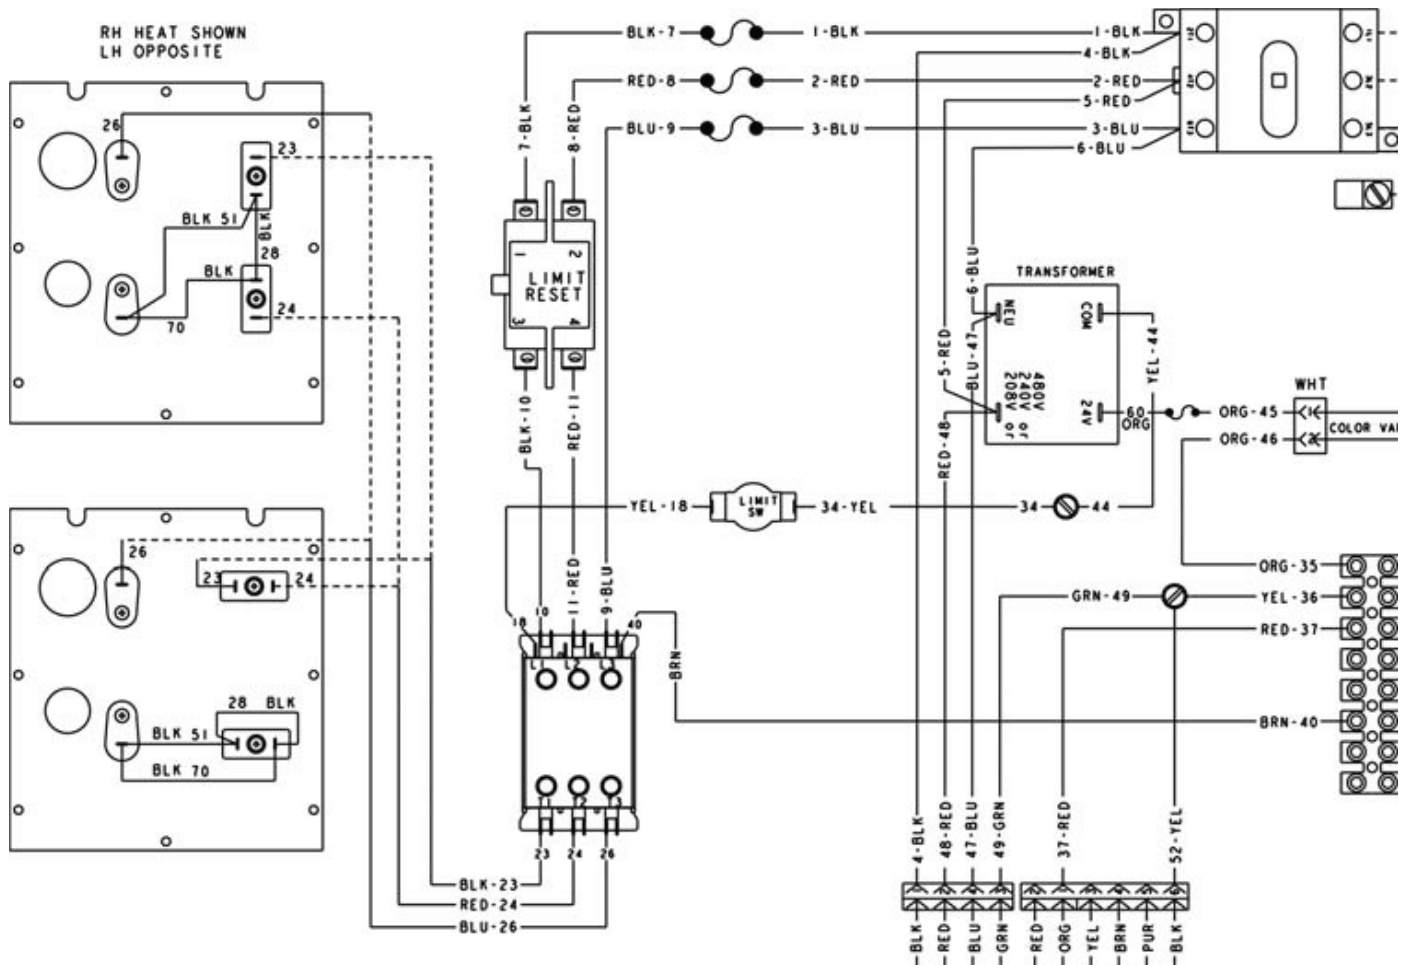 RH HEAT SHOWN
LH OPPOSITE
BLK-7
1-BLK
1-BLK
4-BLK
RED-8
2-RED
2-RED
5-RED
BLU-9
3-BLU
3-BLU
6-BLU
7-BLK
8-RED
26
23
BLK 51
BLK
28
BLK
24
70
1
2
LIMIT
RESET
3
4
BLK-10
RED-11
6-BLU
TRANSFORMER
NEU
COM
5-RED
BLU-47
YEL-44
480V
240V or
208V or
24V
60
ORG
RED-48
WHT
ORG-45
1
ORG-46
2
COLOR VA
YEL-18
LIMIT
SW
34-YEL
34
44
26
23
24
10
11-RED
9-BLU
18
40
ORG-35
GRN-49
YEL-36
RED-37
BRN
L1
L2
L3
28
BLK
BLK 51
BLK 70
BRN-40
T1
T2
T3
23
24
26
4-BLK
48-RED
47-BLU
49-GRN
37-RED
52-YEL
BLK-23
RED-24
BLU-26
BLK
RED
BLU
GRN
RED
ORG
YEL
BRN
PUR
BLK